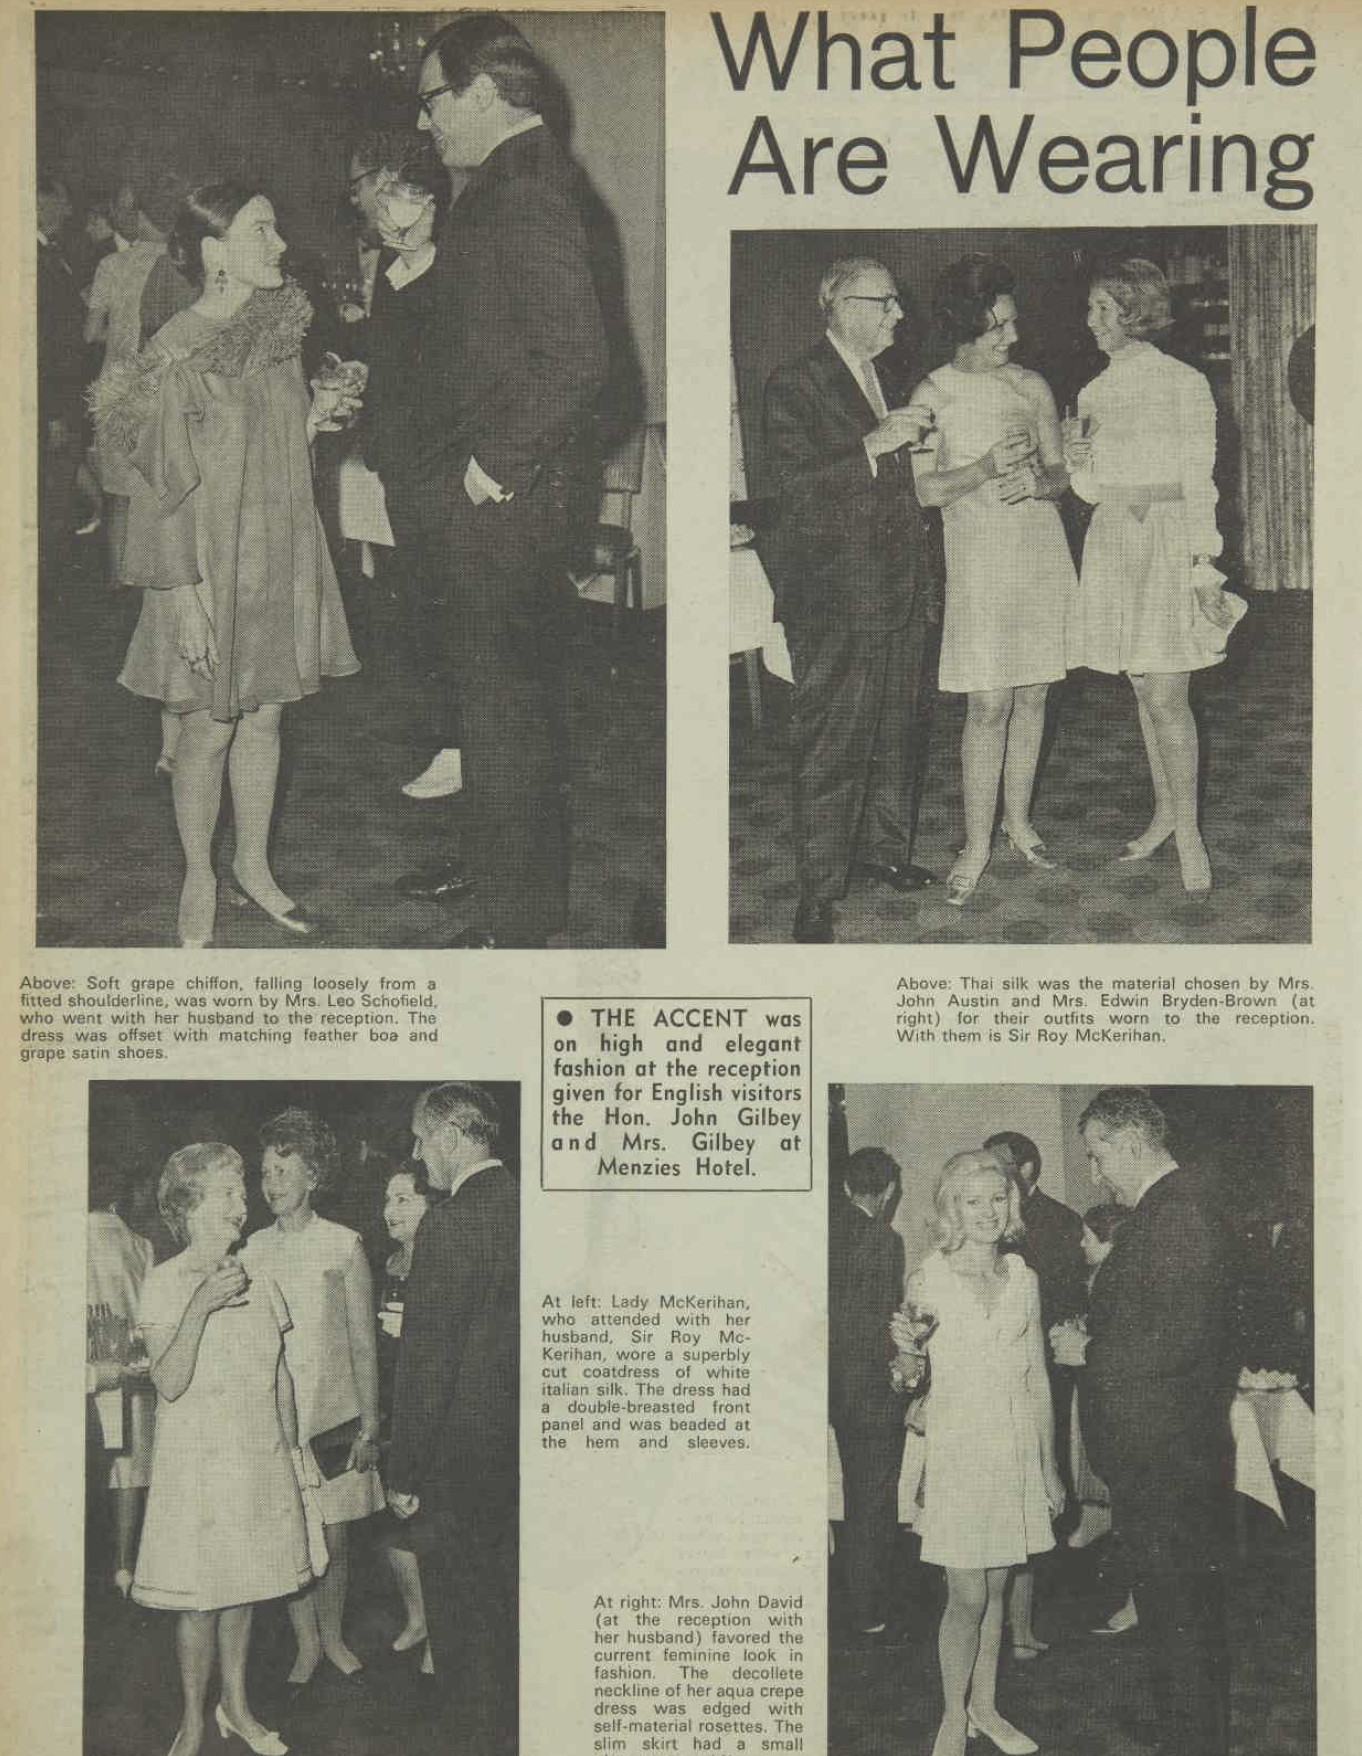 What People
Are Wearing
Above: Soft grape chiffon, falling loosely from a
fitted shoulderline, was worn by Mrs. Leo Schofield,
who went with her husband to the reception. The
dress was offset with matching feather boa and
grape satin shoes.
● THE ACCENT was
on high and elegant
fashion at the reception
given for English visitors
the Hon. John Gilbey
and Mrs. Gilbey at
Menzies Hotel.
Above: Thai silk was the material chosen by Mrs.
John Austin and Mrs. Edwin Bryden-Brown (at
right) for their outfits worn to the reception.
With them is Sir Roy McKerihan.
At left: Lady McKerihan,
who attended with her
husband, Sir Roy Mc-
Kerihan, wore a superbly
cut coatdress of white
italian silk. The dress had
a double-breasted front
panel and was beaded at
the hem and sleeves.
At right: Mrs. John David
(at the reception with
her husband) favored the
current feminine look in
fashion. The decollete
neckline of her aqua crepe
dress was edged with
self-material rosettes. The
slim skirt had a small